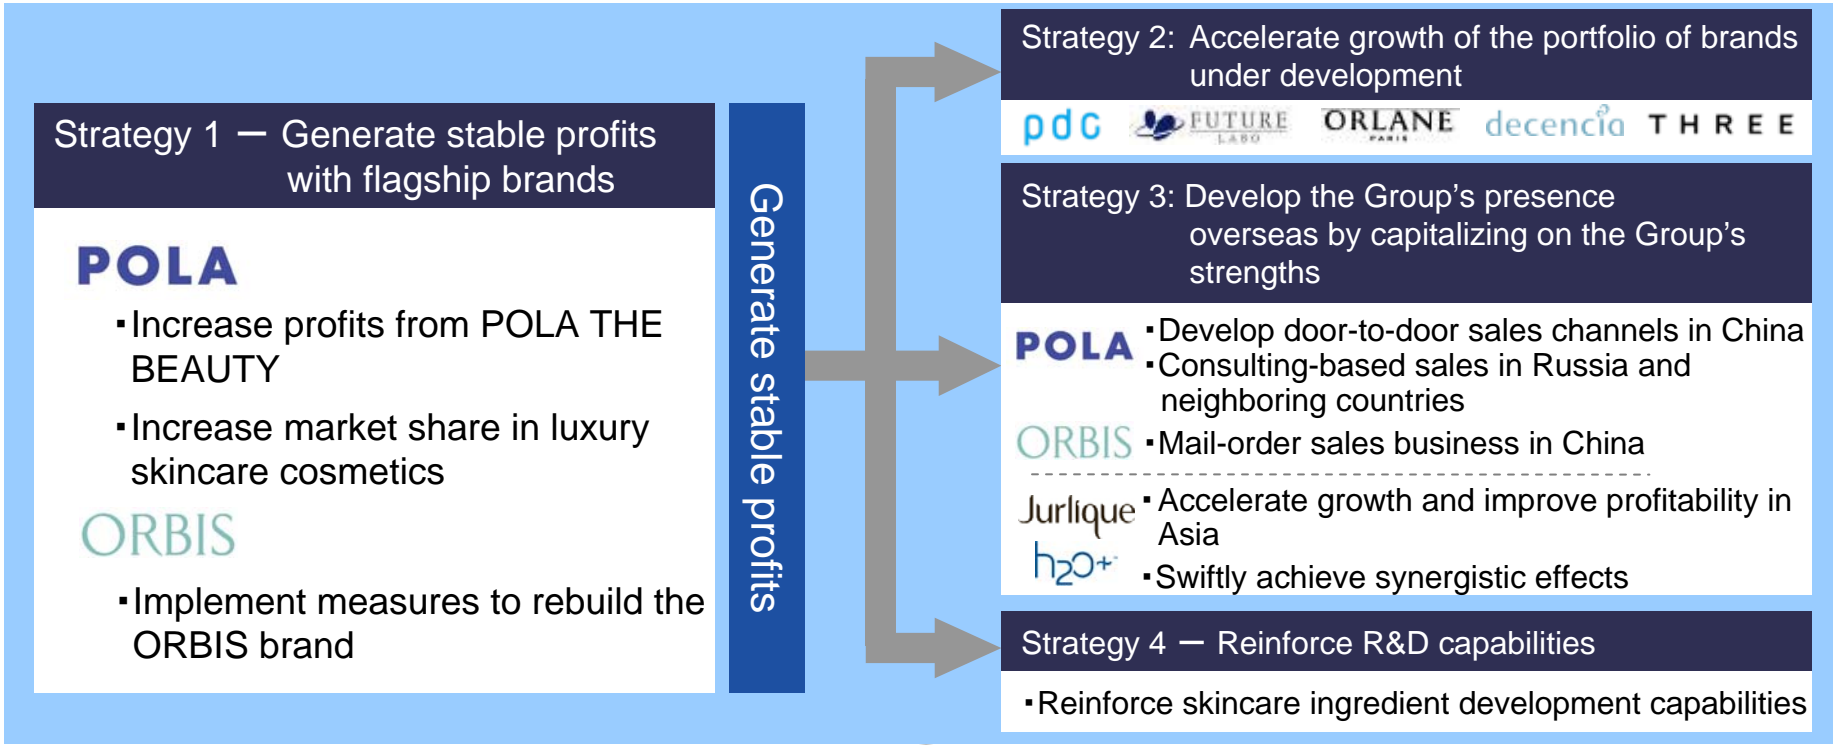 Strategy 1 — Generate stable profits
with flagship brands
POLA
･Increase profits from POLA THE
BEAUTY
･Increase market share in luxury
skincare cosmetics
ORBIS
･Implement measures to rebuild the
ORBIS brand
Generate stable profits
Strategy 2: Accelerate growth of the portfolio of brands
under development
pdc FUTURE LABO ORLANE PARIS decencia THREE
Strategy 3: Develop the Group’s presence
overseas by capitalizing on the Group’s
strengths
POLA ･Develop door-to-door sales channels in China
･Consulting-based sales in Russia and
neighboring countries
ORBIS ･Mail-order sales business in China
Jurlique ･Accelerate growth and improve profitability in
Asia
h2o+ ･Swiftly achieve synergistic effects
Strategy 4 — Reinforce R&D capabilities
･Reinforce skincare ingredient development capabilities